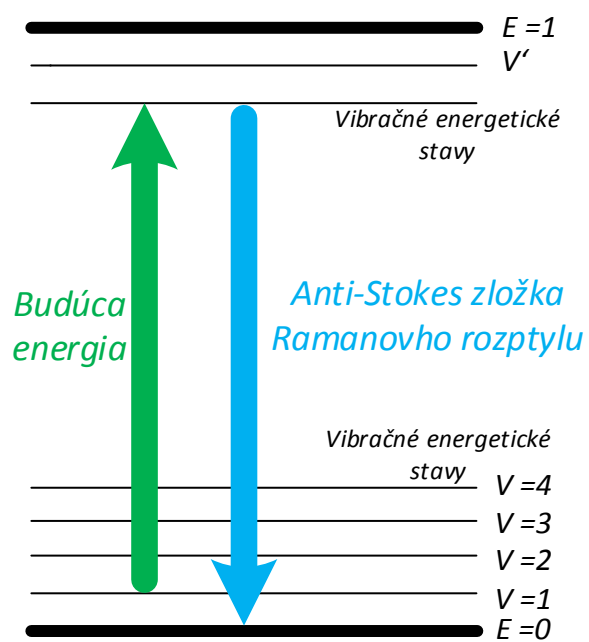 E =1
V‘
Vibračné energetické
stavy
Budúca
energia
Anti-Stokes zložka
Ramanovho rozptylu
Vibračné energetické
stavy
V =4
V =3
V =2
V =1
E =0